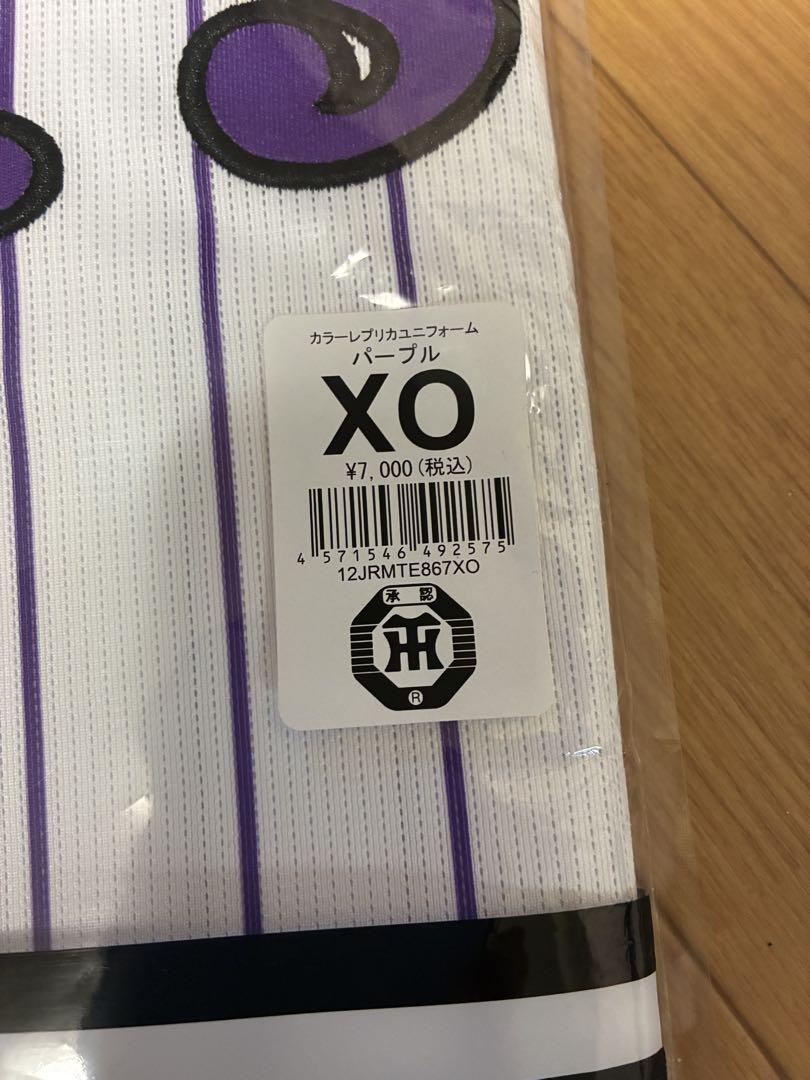 カラーレプリカユニフォーム
パープル
XO
¥7,000(税込)
4 571546 492575
12JRMTE867XO
承認
TH
R